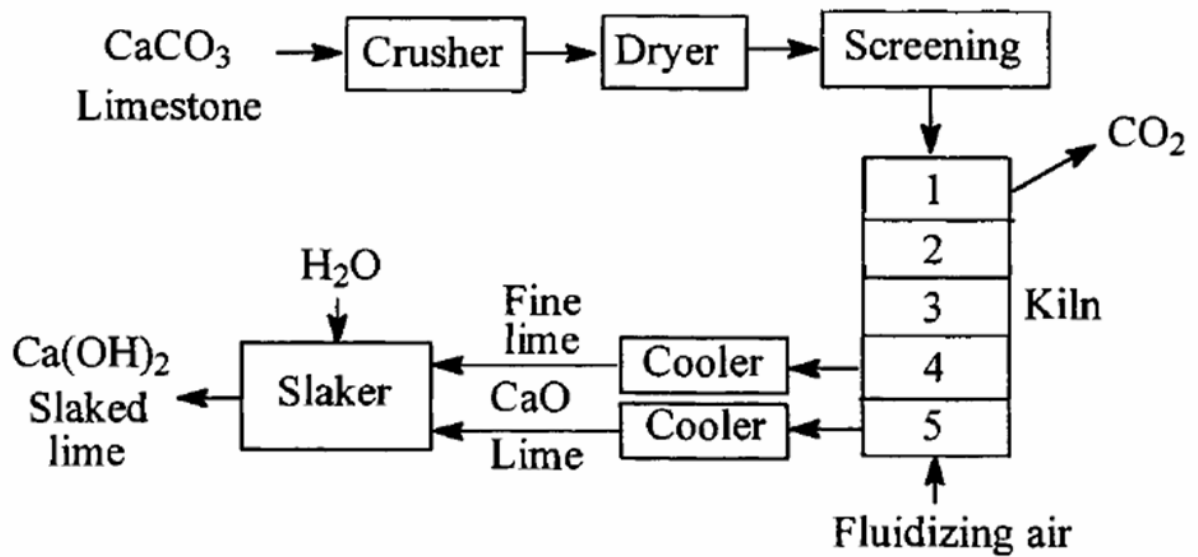 CaCO₃
Limestone
Crusher
Dryer
Screening
CO₂
1
2
3
4
5
Kiln
H₂O
Fine
lime
Cooler
Ca(OH)₂
Slaked
lime
Slaker
CaO
Lime
Cooler
Fluidizing air